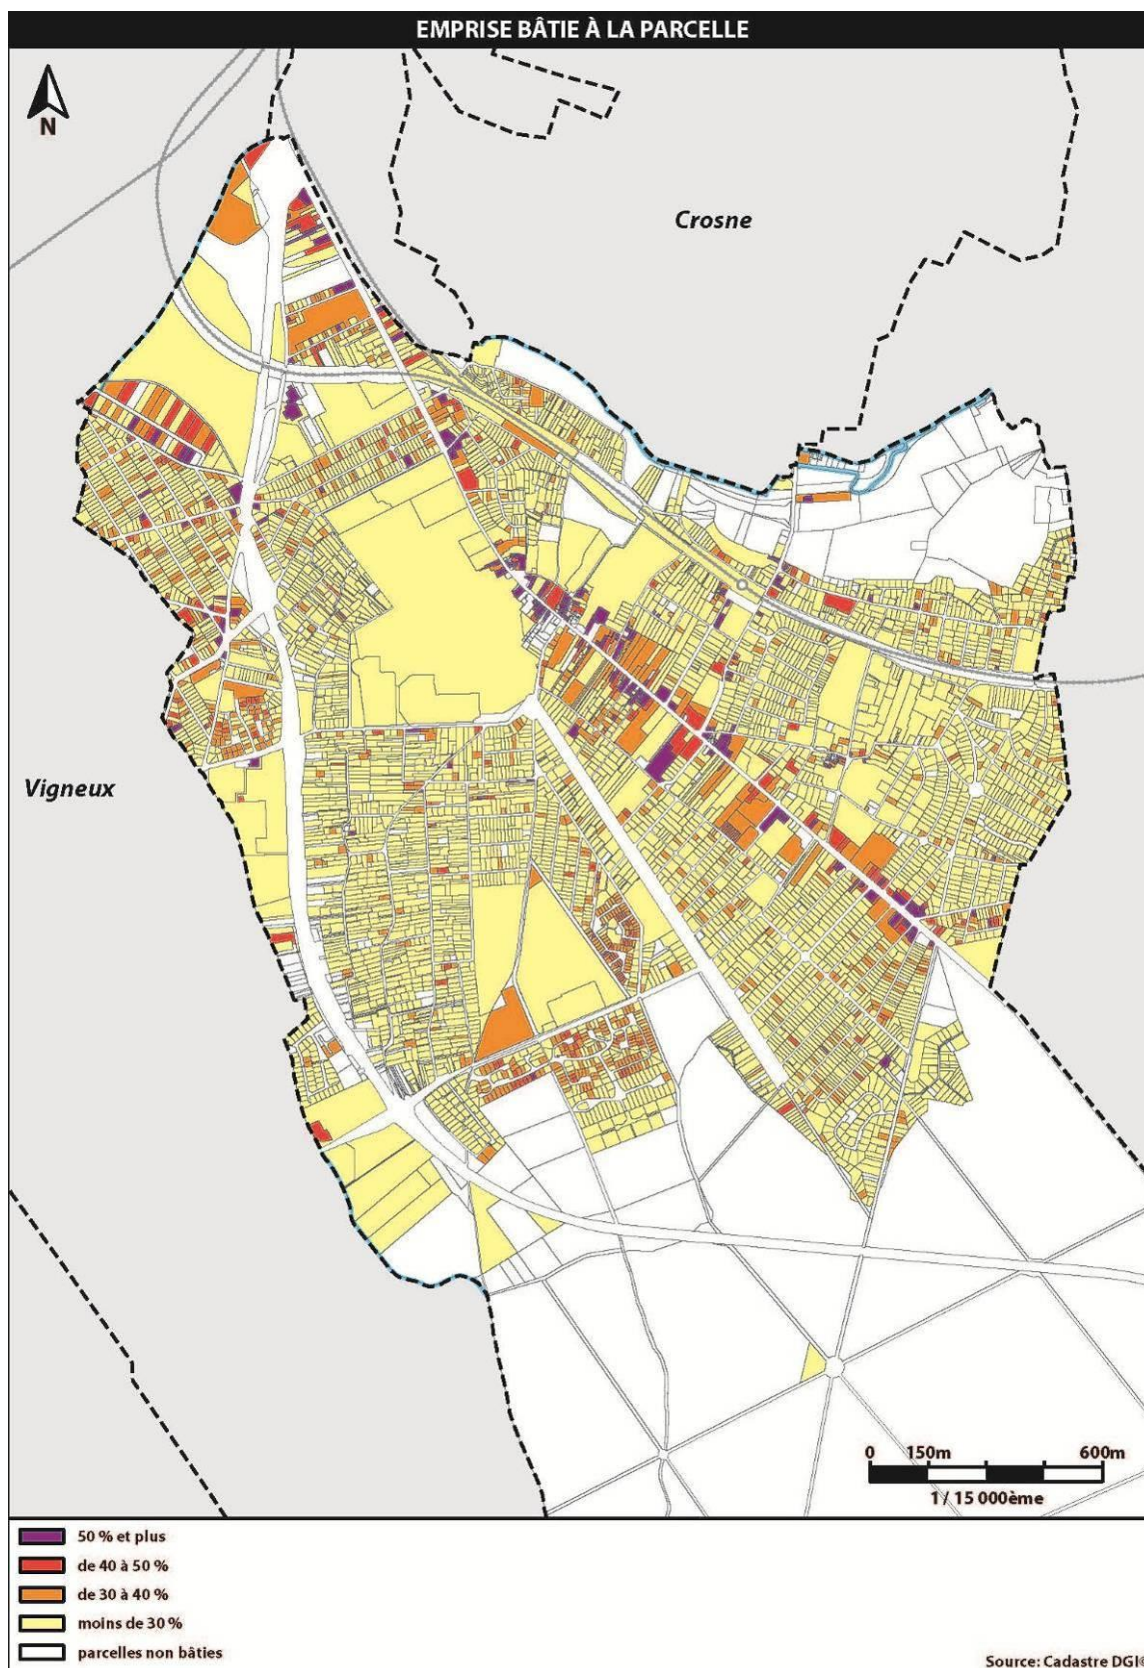 EMPRISE BÂTIE À LA PARCELLE
N
Crosne
Vigneux
0 150m 600m
1 / 15 000ème
50 % et plus
de 40 à 50 %
de 30 à 40 %
moins de 30 %
parcelles non bâties
Source: Cadastre DGI